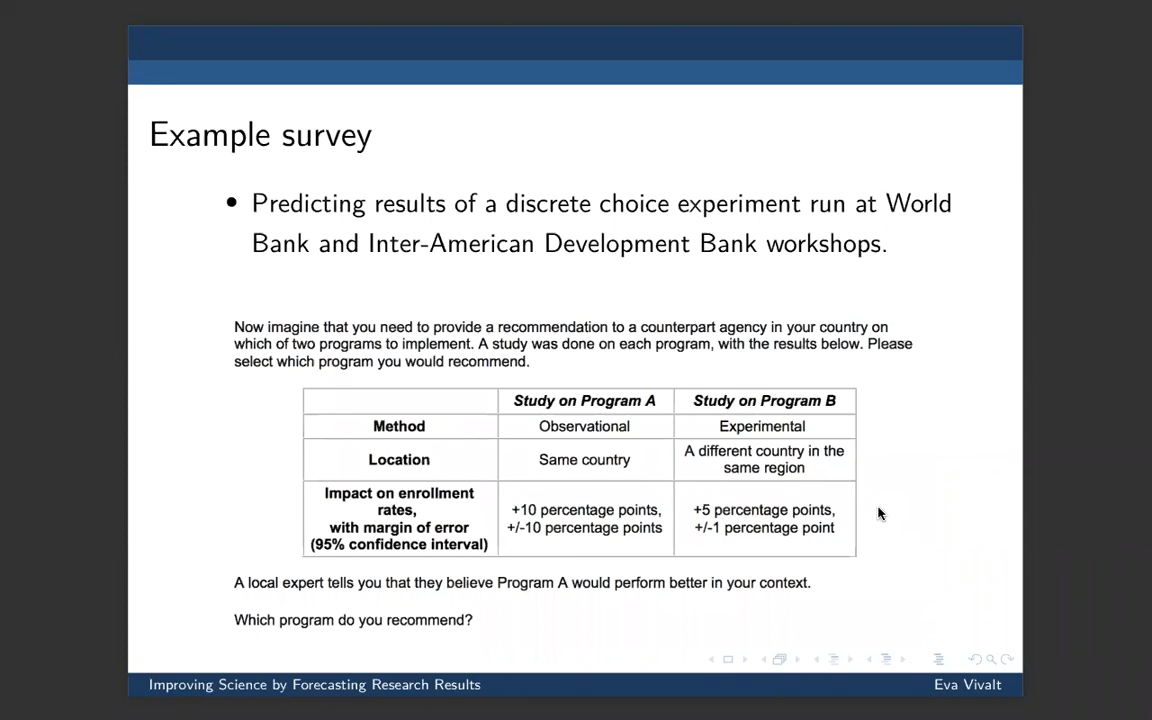 Example survey
• Predicting results of a discrete choice experiment run at World
Bank and Inter-American Development Bank workshops.
Now imagine that you need to provide a recommendation to a counterpart agency in your country on
which of two programs to implement. A study was done on each program, with the results below. Please
select which program you would recommend.
Study on Program A Study on Program B
Method Observational Experimental
Location Same country A different country in the
same region
Impact on enrollment
rates,
with margin of error
(95% confidence interval)
+10 percentage points,
+/-10 percentage points
+5 percentage points,
+/-1 percentage point
A local expert tells you that they believe Program A would perform better in your context.
Which program do you recommend?
Improving Science by Forecasting Research Results Eva Vivalt